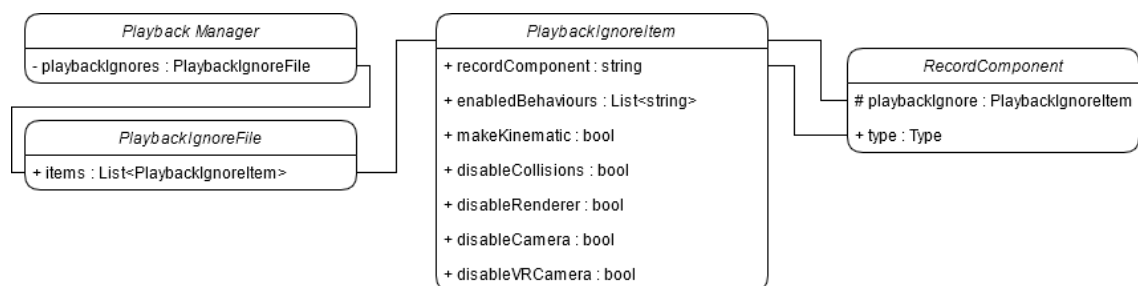 Playback Manager
- playbackIgnores : PlaybackIgnoreFile
PlaybackIgnoreFile
+ items : List<PlaybackIgnoreItem>
PlaybackIgnoreItem
+ recordComponent : string
+ enabledBehaviours : List<string>
+ makeKinematic : bool
+ disableCollisions : bool
+ disableRenderer : bool
+ disableCamera : bool
+ disableVRCamera : bool
RecordComponent
# playbackIgnore : PlaybackIgnoreItem
+ type : Type